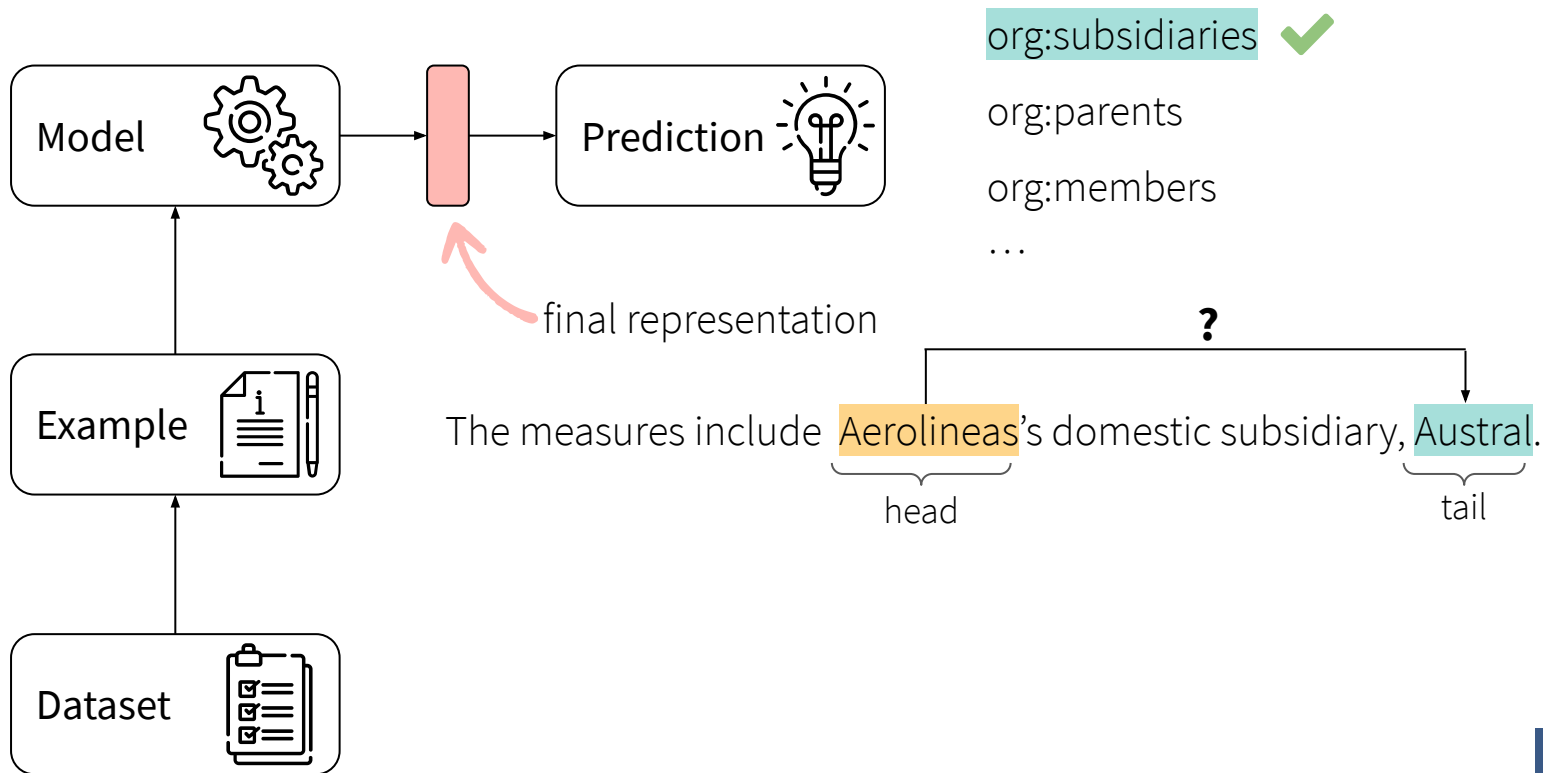 org:subsidiaries
Model
Prediction
org:parents
org:members
...
final representation
?
Example
i
The measures include Aerolineas's domestic subsidiary, Austral.
head
tail
Dataset